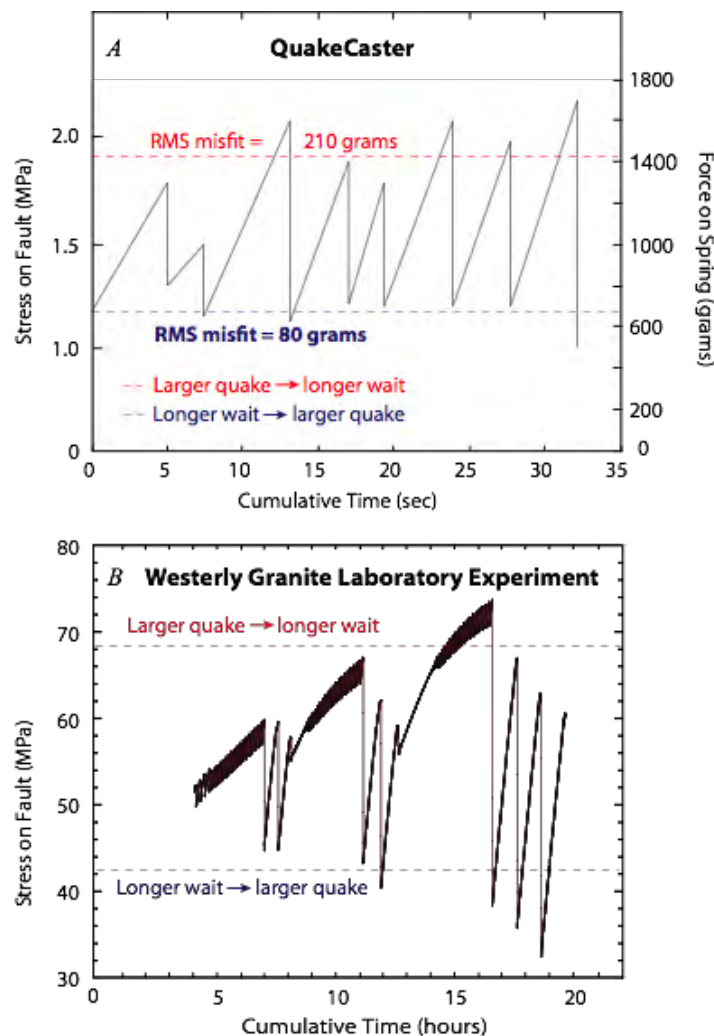 A QuakeCaster
Stress on Fault (MPa)
2.0
1.5
1.0
0
RMS misfit = 210 grams
RMS misfit = 80 grams
Larger quake → longer wait
Longer wait → larger quake
1800
1400
1000
600
200
0
Force on Spring (grams)
0 5 10 15 19 25 30 35
Cumulative Time (sec)
B Westerly Granite Laboratory Experiment
Stress on Fault (MPa)
80
70
60
50
40
30
Larger quake → longer wait
Longer wait → larger quake
0 5 10 15 20
Cumulative Time (hours)